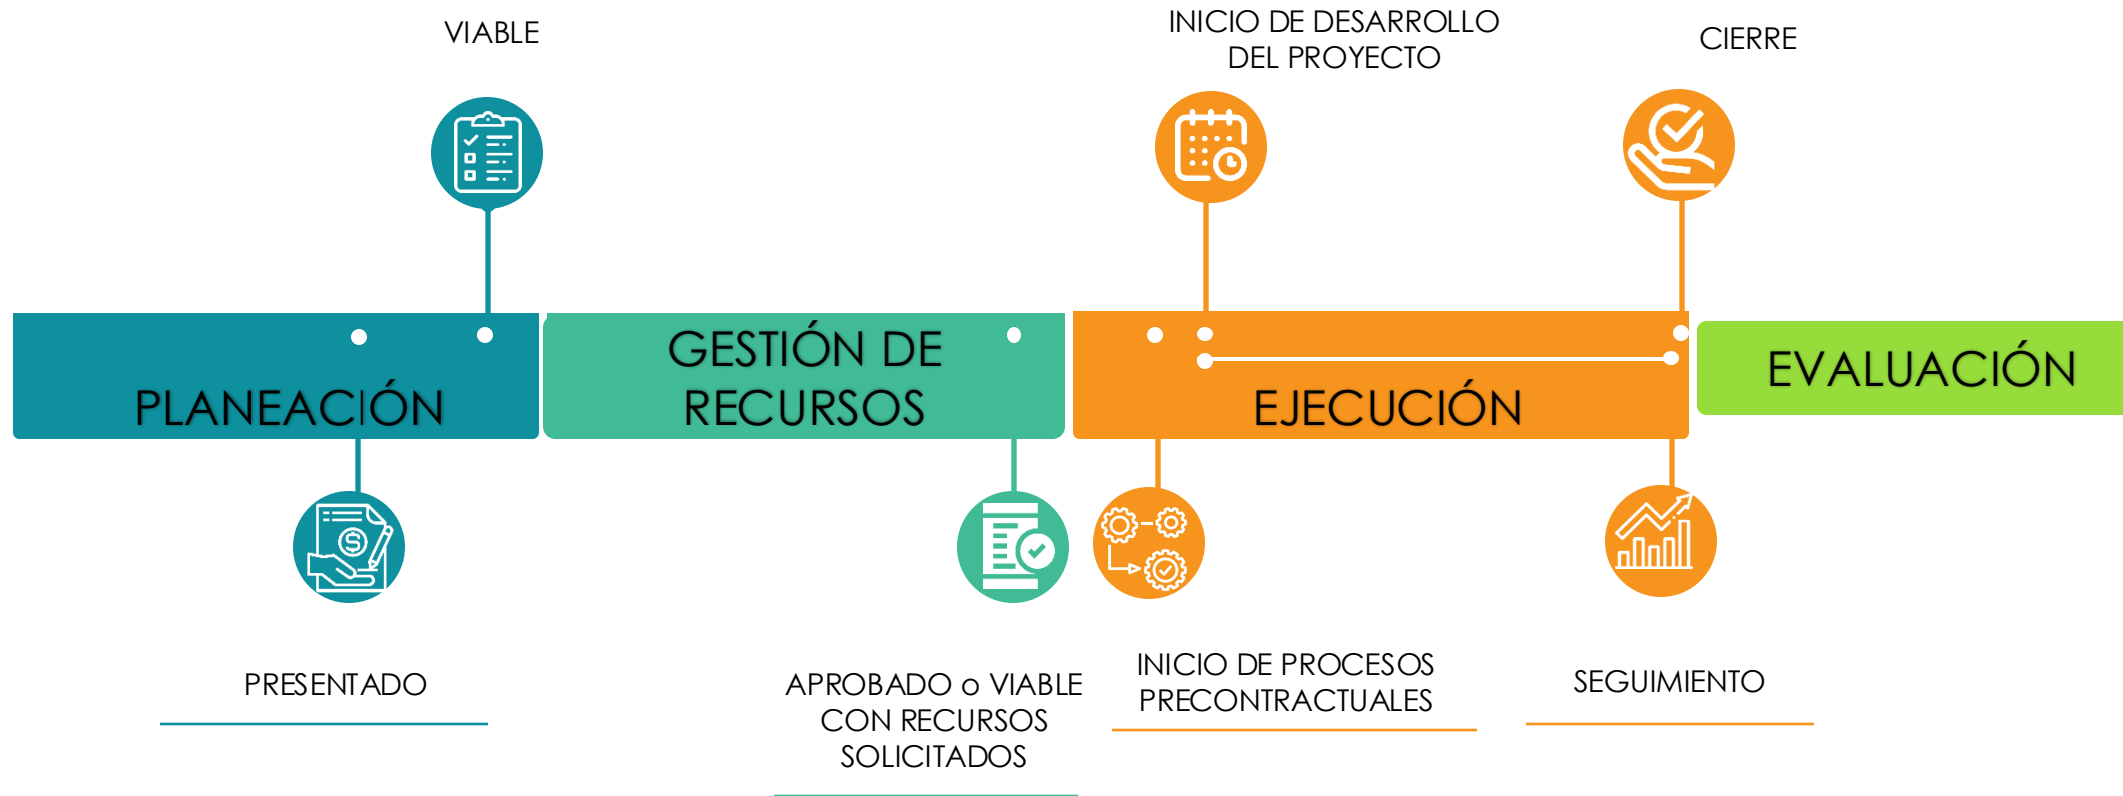 VIABLE
INICIO DE DESARROLLO
DEL PROYECTO
CIERRE
PLANEACIÓN
GESTIÓN DE
RECURSOS
EJECUCIÓN
EVALUACIÓN
PRESENTADO
APROBADO o VIABLE
CON RECURSOS
SOLICITADOS
INICIO DE PROCESOS
PRECONTRACTUALES
SEGUIMIENTO